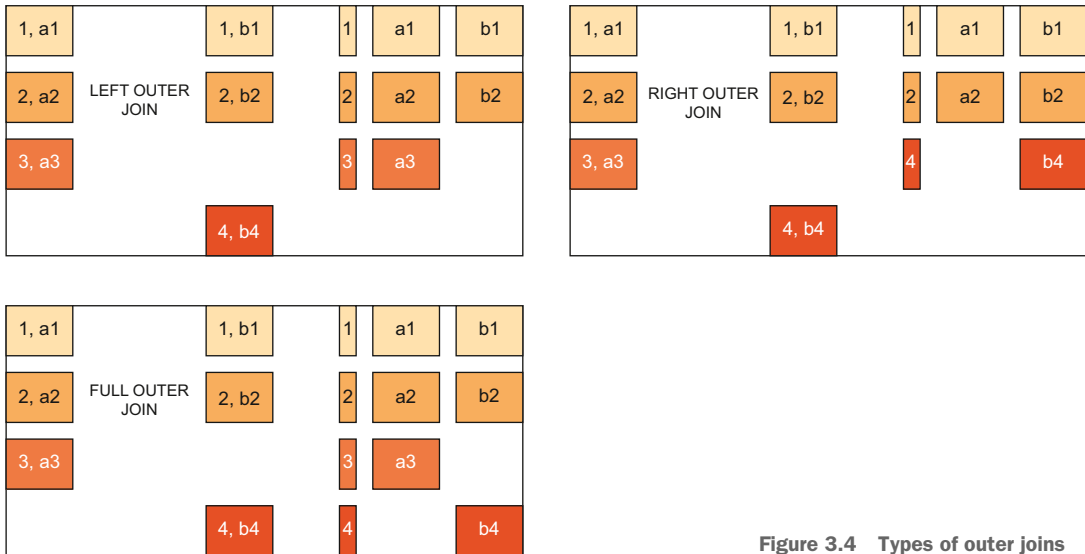 1, a1 1, b1 1 a1 b1
2, a2 LEFT OUTER JOIN 2, b2 2 a2 b2
3, a3 3 a3
4, b4
1, a1 1, b1 1 a1 b1
2, a2 RIGHT OUTER JOIN 2, b2 2 a2 b2
3, a3 4 b4
4, b4
1, a1 1, b1 1 a1 b1
2, a2 FULL OUTER JOIN 2, b2 2 a2 b2
3, a3 3 a3
4, b4 4 b4
Figure 3.4 Types of outer joins